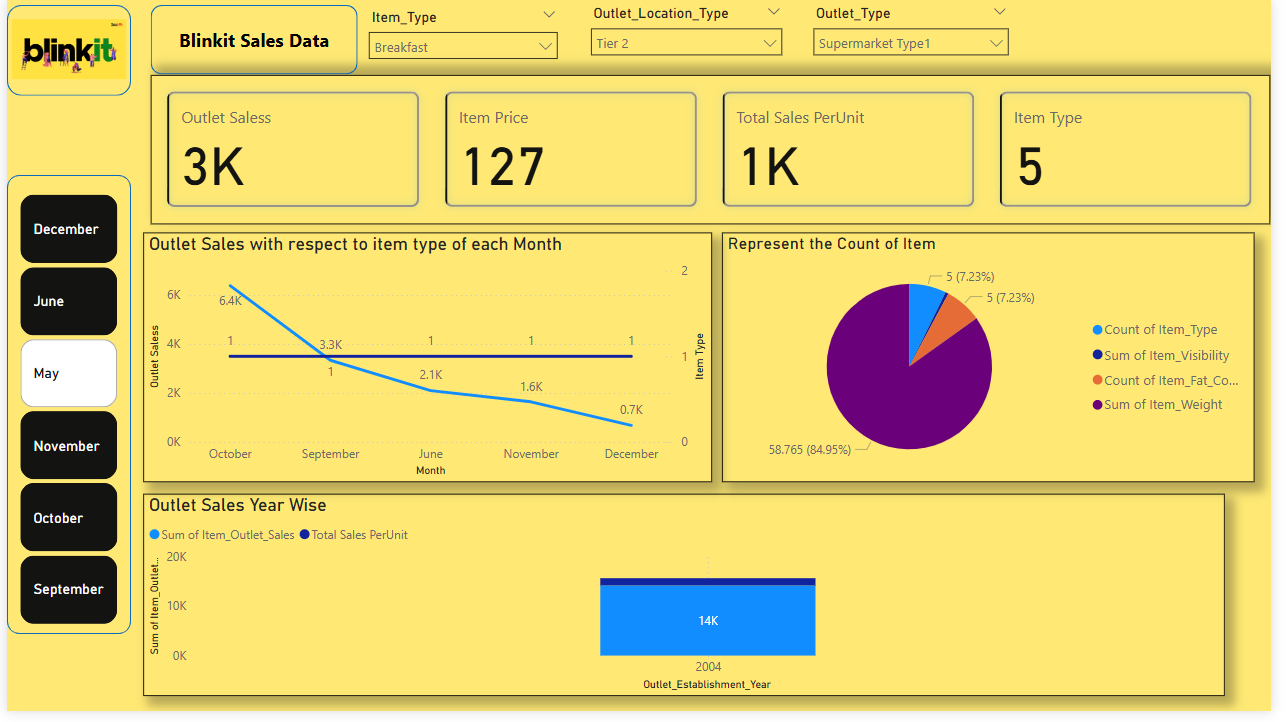 blinkit
Blinkit Sales Data
Item_Type
Breakfast
Outlet_Location_Type
Tier 2
Outlet_Type
Supermarket Type1
Outlet Saless
3K
Item Price
127
Total Sales PerUnit
1K
Item Type
5
December
June
May
November
October
September
Outlet Sales with respect to item type of each Month
Outlet Saless
6K
4K
2K
0K
6.4K
3.3K
2.1K
1.6K
0.7K
1
1
1
1
1
2
1
0
Item Type
October
September
June
November
December
Month
Represent the Count of Item
5 (7.23%)
5 (7.23%)
58.765 (84.95%)
Count of Item_Type
Sum of Item_Visibility
Count of Item_Fat_Co...
Sum of Item_Weight
Outlet Sales Year Wise
Sum of Item_Outlet_Sales
Total Sales PerUnit
Sum of Item_Outlet...
20K
10K
0K
14K
2004
Outlet_Establishment_Year